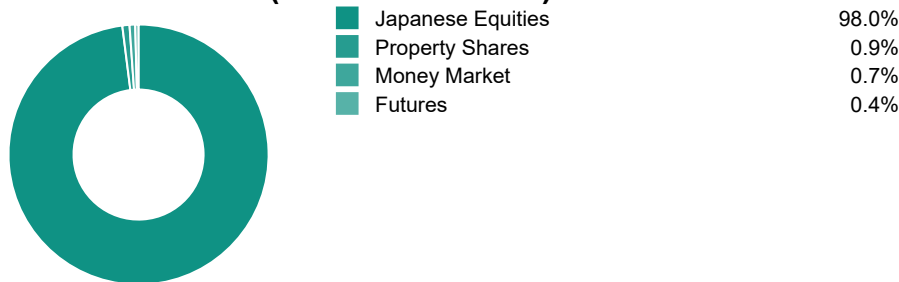 Japanese Equities 98.0%
Property Shares 0.9%
Money Market 0.7%
Futures 0.4%